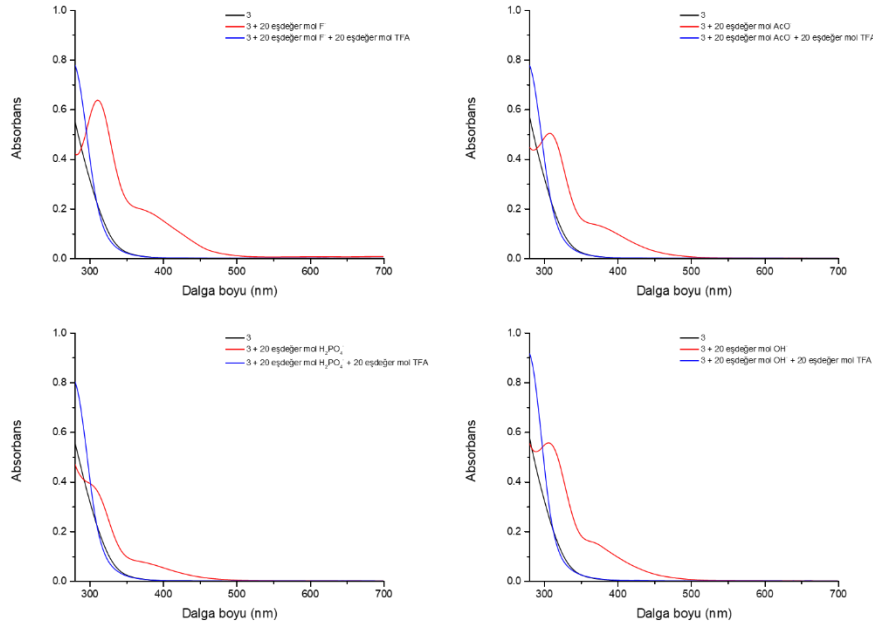 3
3 + 20 eşdeğer mol F⁻
3 + 20 eşdeğer mol F⁻ + 20 eşdeğer mol TFA
Absorbans
1.0
0.8
0.6
0.4
0.2
0.0
300 400 500 600 700
Dalga boyu (nm)
3
3 + 20 eşdeğer mol AcO⁻
3 + 20 eşdeğer mol AcO⁻ + 20 eşdeğer mol TFA
Absorbans
1.0
0.8
0.6
0.4
0.2
0.0
300 400 500 600 700
Dalga boyu (nm)
3
3 + 20 eşdeğer mol H₂PO₄⁻
3 + 20 eşdeğer mol H₂PO₄⁻ + 20 eşdeğer mol TFA
Absorbans
1.0
0.8
0.6
0.4
0.2
0.0
300 400 500 600 700
Dalga boyu (nm)
3
3 + 20 eşdeğer mol OH⁻
3 + 20 eşdeğer mol OH⁻ + 20 eşdeğer mol TFA
Absorbans
1.0
0.8
0.6
0.4
0.2
0.0
300 400 500 600 700
Dalga boyu (nm)